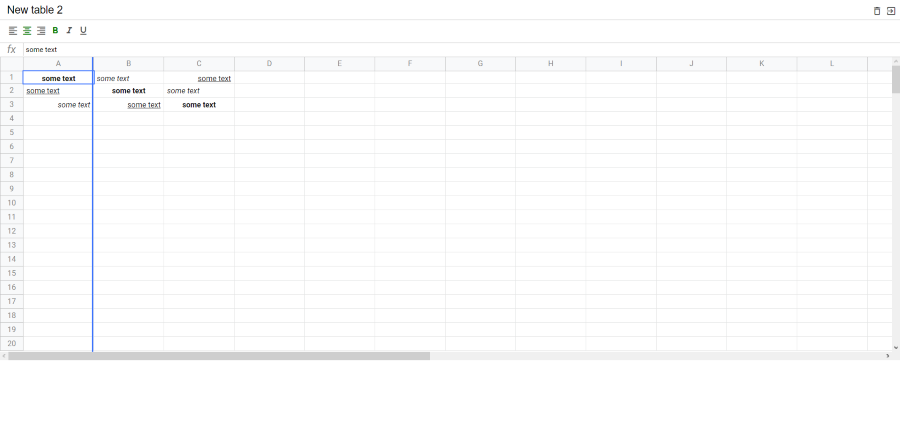 New table 2
B I U
fx some text
A B C D E F G H I J K L
1 some text some text some text
2 some text some text some text
3 some text some text some text
4
5
6
7
8
9
10
11
12
13
14
15
16
17
18
19
20